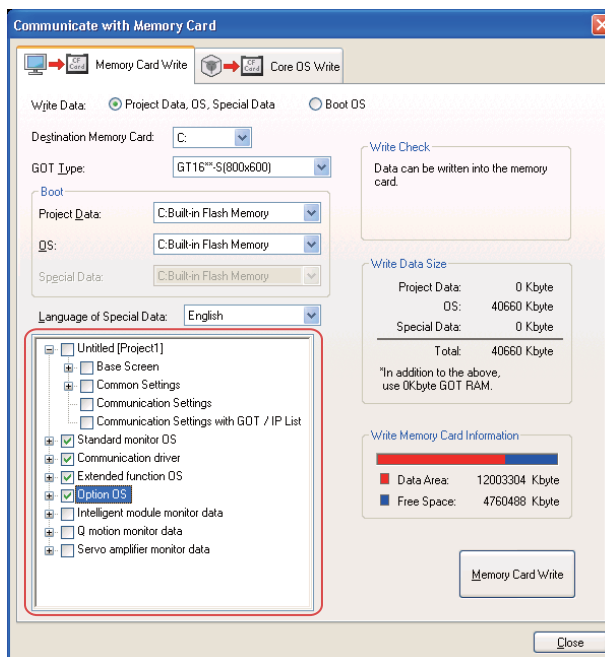 Communicate with Memory Card
CF Card Memory Card Write
CF Card Core OS Write
Write Data: Project Data, OS, Special Data Boot OS
Destination Memory Card: C:
GOT Type: GT16**-S(800x600)
Boot
Project Data: C:Built-in Flash Memory
OS: C:Built-in Flash Memory
Special Data: C:Built-in Flash Memory
Language of Special Data: English
Untitled [Project1]
Base Screen
Common Settings
Communication Settings
Communication Settings with GOT / IP List
Standard monitor OS
Communication driver
Extended function OS
Option OS
Intelligent module monitor data
Q motion monitor data
Servo amplifier monitor data
Write Check
Data can be written into the memory
card.
Write Data Size
Project Data: 0 Kbyte
OS: 40660 Kbyte
Special Data: 0 Kbyte
Total: 40660 Kbyte
*In addition to the above,
use 0Kbyte GOT RAM.
Write Memory Card Information
Data Area: 12003304 Kbyte
Free Space: 4760488 Kbyte
Memory Card Write
Close